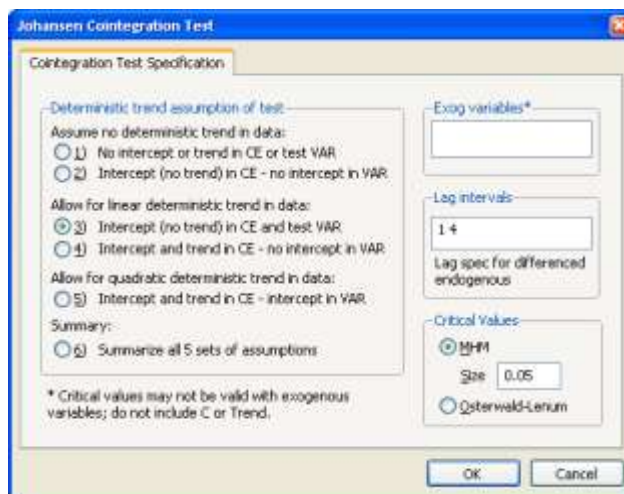 Johansen Cointegration Test
Cointegration Test Specification
Deterministic trend assumption of test
Assume no deterministic trend in data:
1) No intercept or trend in CE or test VAR
2) Intercept (no trend) in CE - no intercept in VAR
Allow for linear deterministic trend in data:
3) Intercept (no trend) in CE and test VAR
4) Intercept and trend in CE - no intercept in VAR
Allow for quadratic deterministic trend in data:
5) Intercept and trend in CE - intercept in VAR
Summary:
6) Summarize all 5 sets of assumptions
* Critical values may not be valid with exogenous
variables; do not include C or Trend.
Exog variables*
Lag intervals
1 4
Lag spec for differenced
endogenous
Critical Values
MHM
Size 0.05
Osterwald-Lenum
OK
Cancel